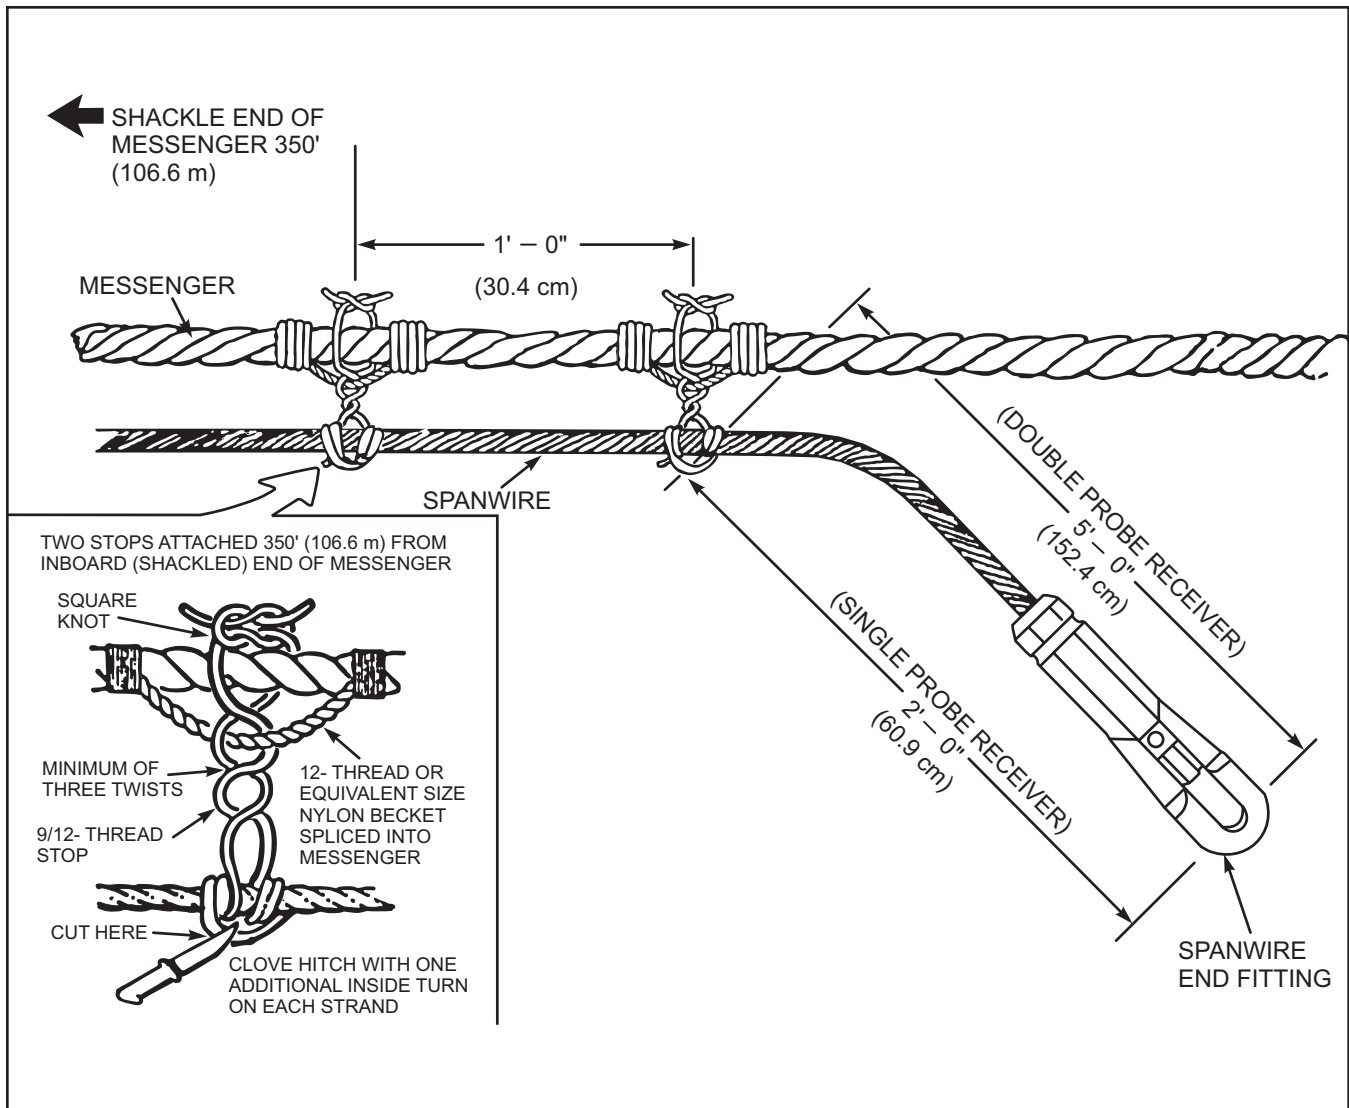 SHACKLE END OF
MESSENGER 350'
(106.6 m)
1' – 0"
(30.4 cm)
MESSENGER
SPANWIRE
(DOUBLE PROBE RECEIVER)
5' – 0"
(152.4 cm)
(SINGLE PROBE RECEIVER)
2' – 0"
(60.9 cm)
SPANWIRE
END FITTING
TWO STOPS ATTACHED 350' (106.6 m) FROM
INBOARD (SHACKLED) END OF MESSENGER
SQUARE
KNOT
MINIMUM OF
THREE TWISTS
9/12- THREAD
STOP
12- THREAD OR
EQUIVALENT SIZE
NYLON BECKET
SPLICED INTO
MESSENGER
CUT HERE
CLOVE HITCH WITH ONE
ADDITIONAL INSIDE TURN
ON EACH STRAND